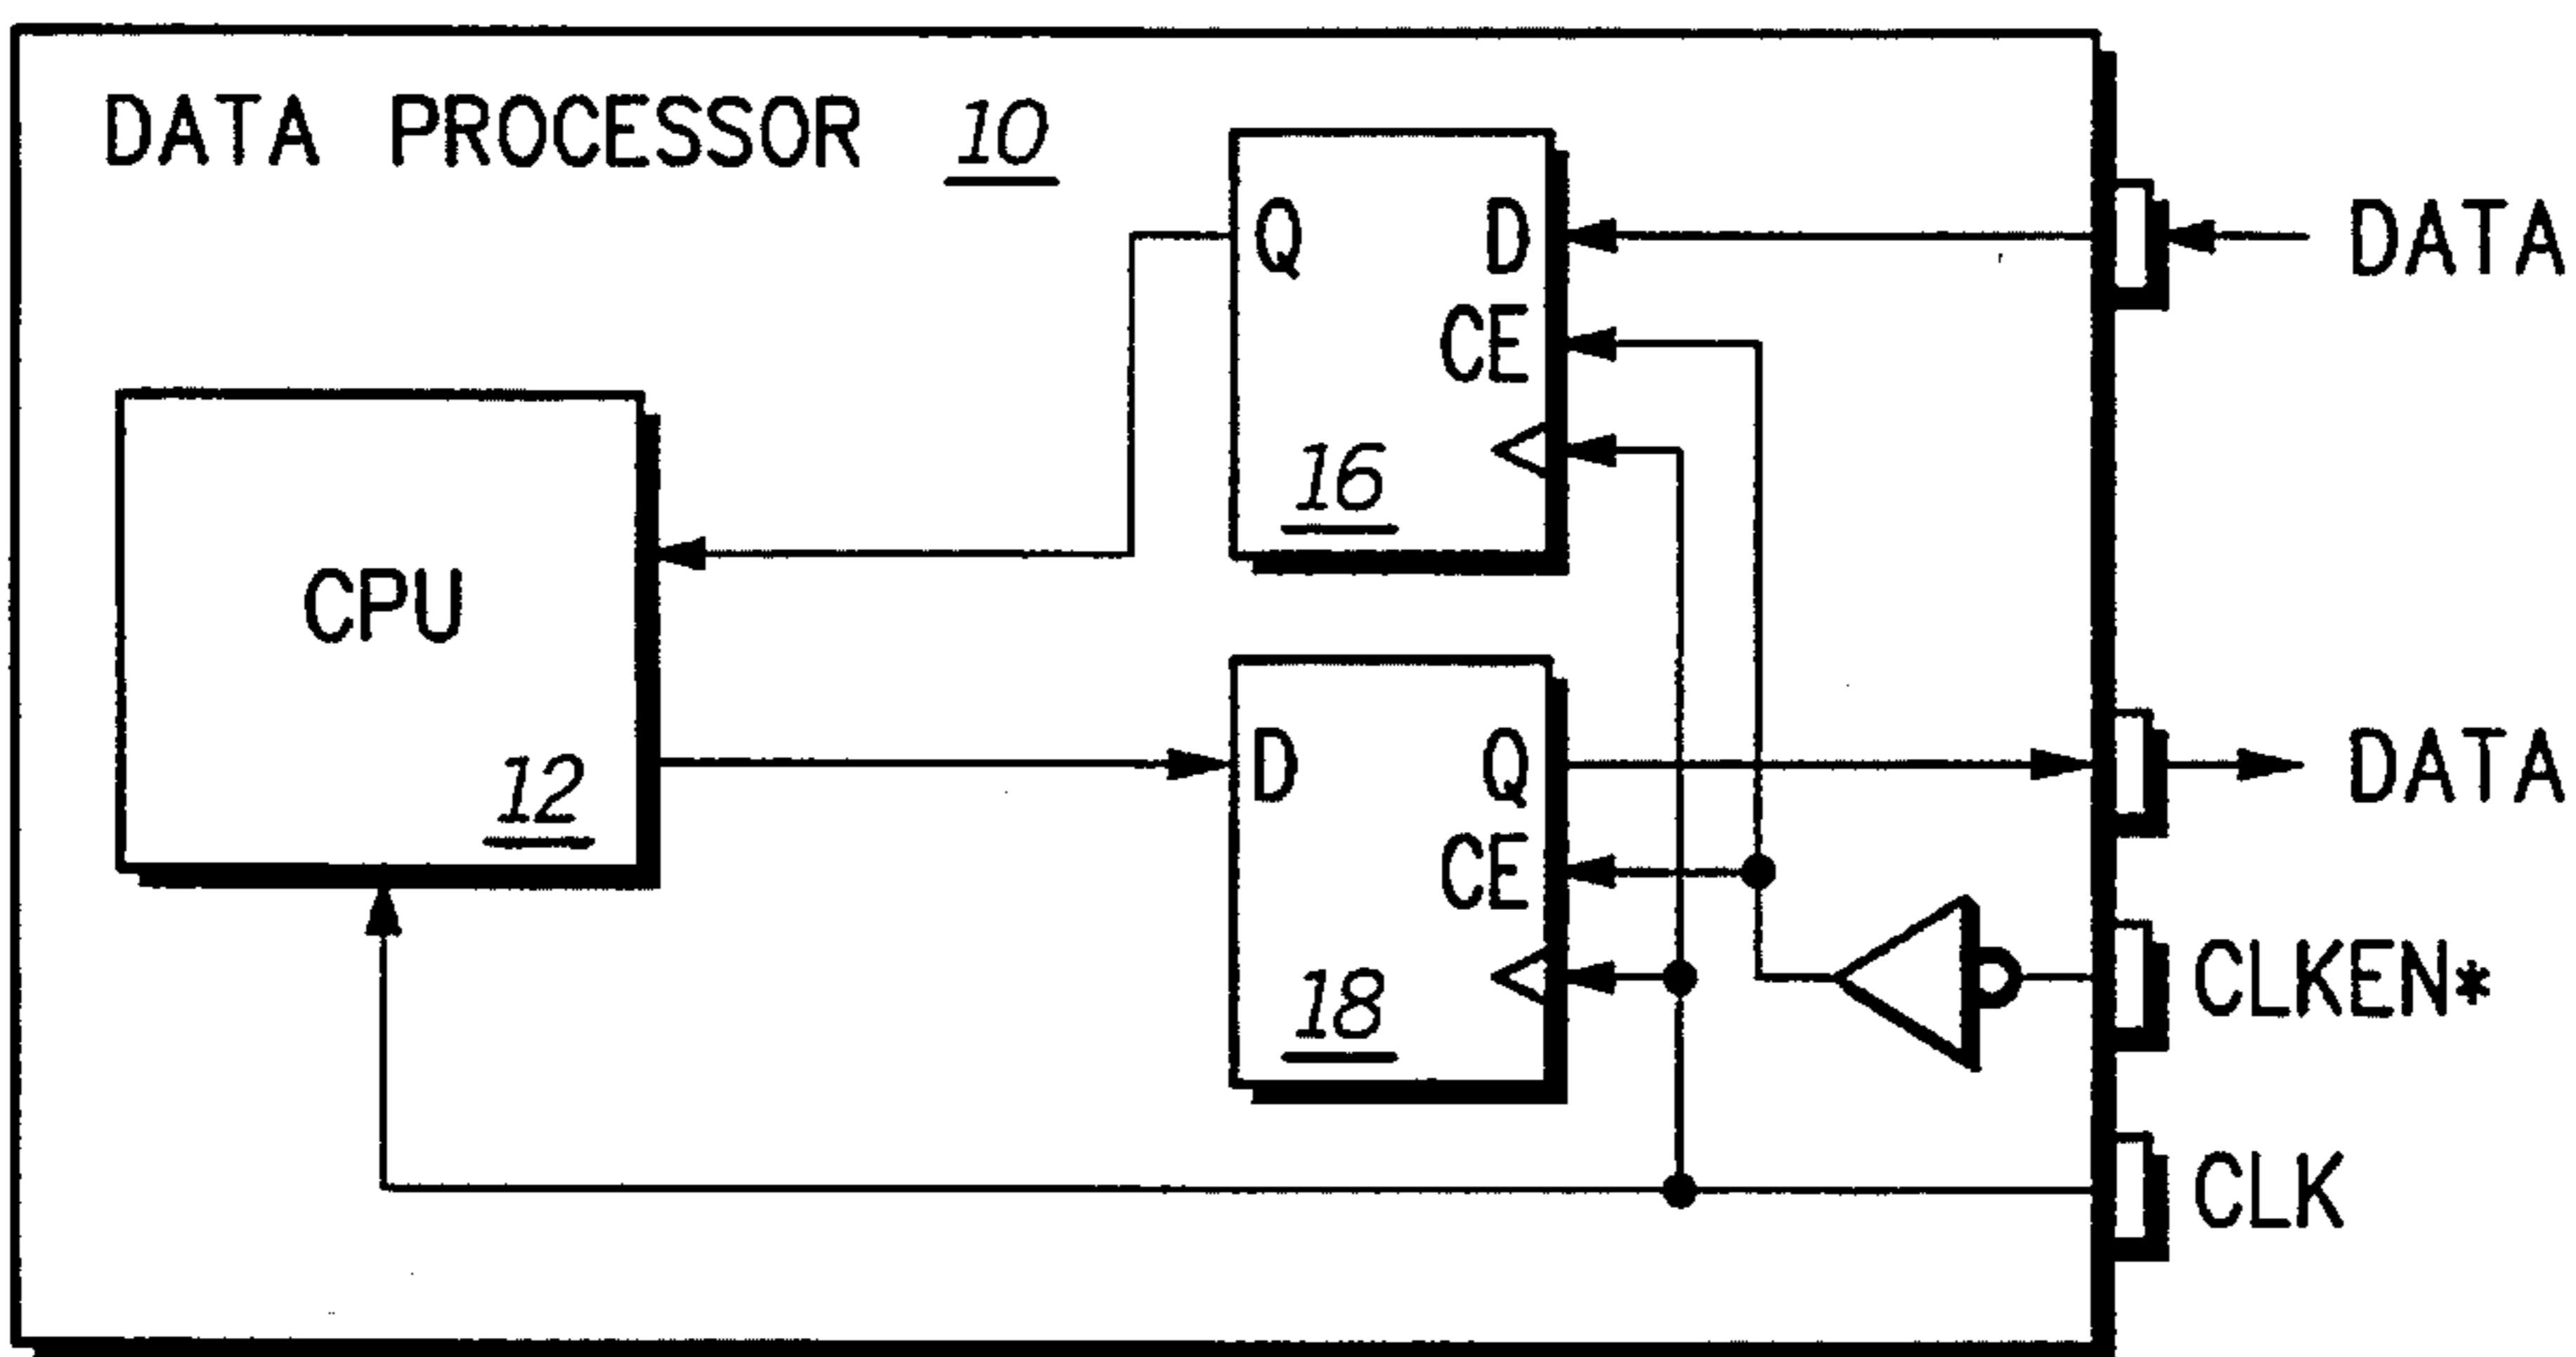 DATA PROCESSOR 10
Q D
DATA
CE
16
CPU
12
D Q
DATA
CE
CLKEN*
18
CLK